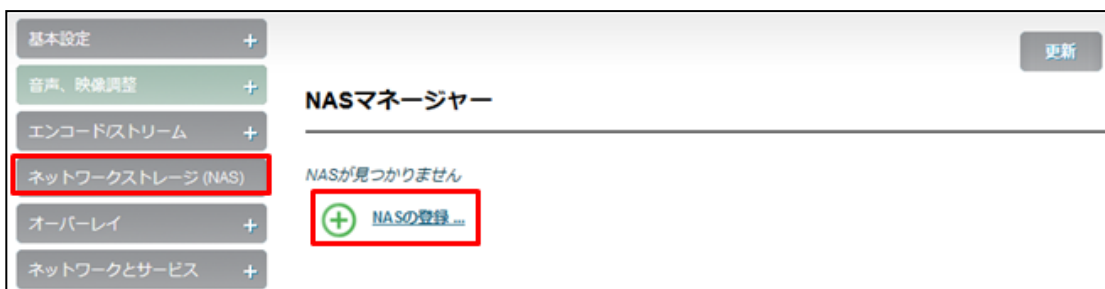 基本設定 +
音声、映像調整 +
エンコード/ストリーム +
ネットワークストレージ (NAS)
オーバーレイ +
ネットワークとサービス +
更新
NASマネージャー
NASが見つかりません
NASの登録 ...